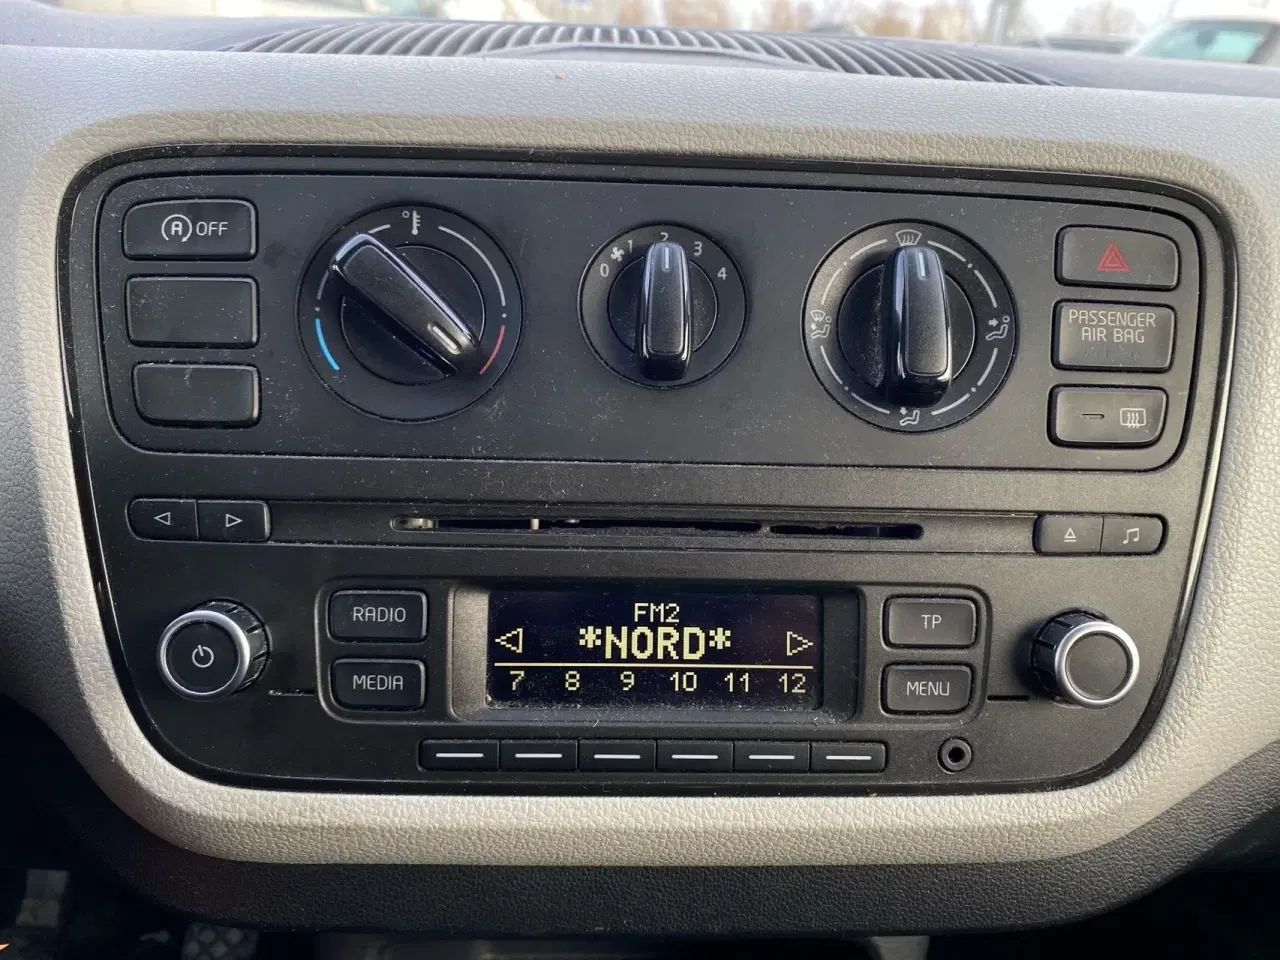 A OFF
0 1 2 3 4
PASSENGER
AIR BAG
RADIO
MEDIA
FM2
*NORD*
7 8 9 10 11 12
TP
MENU